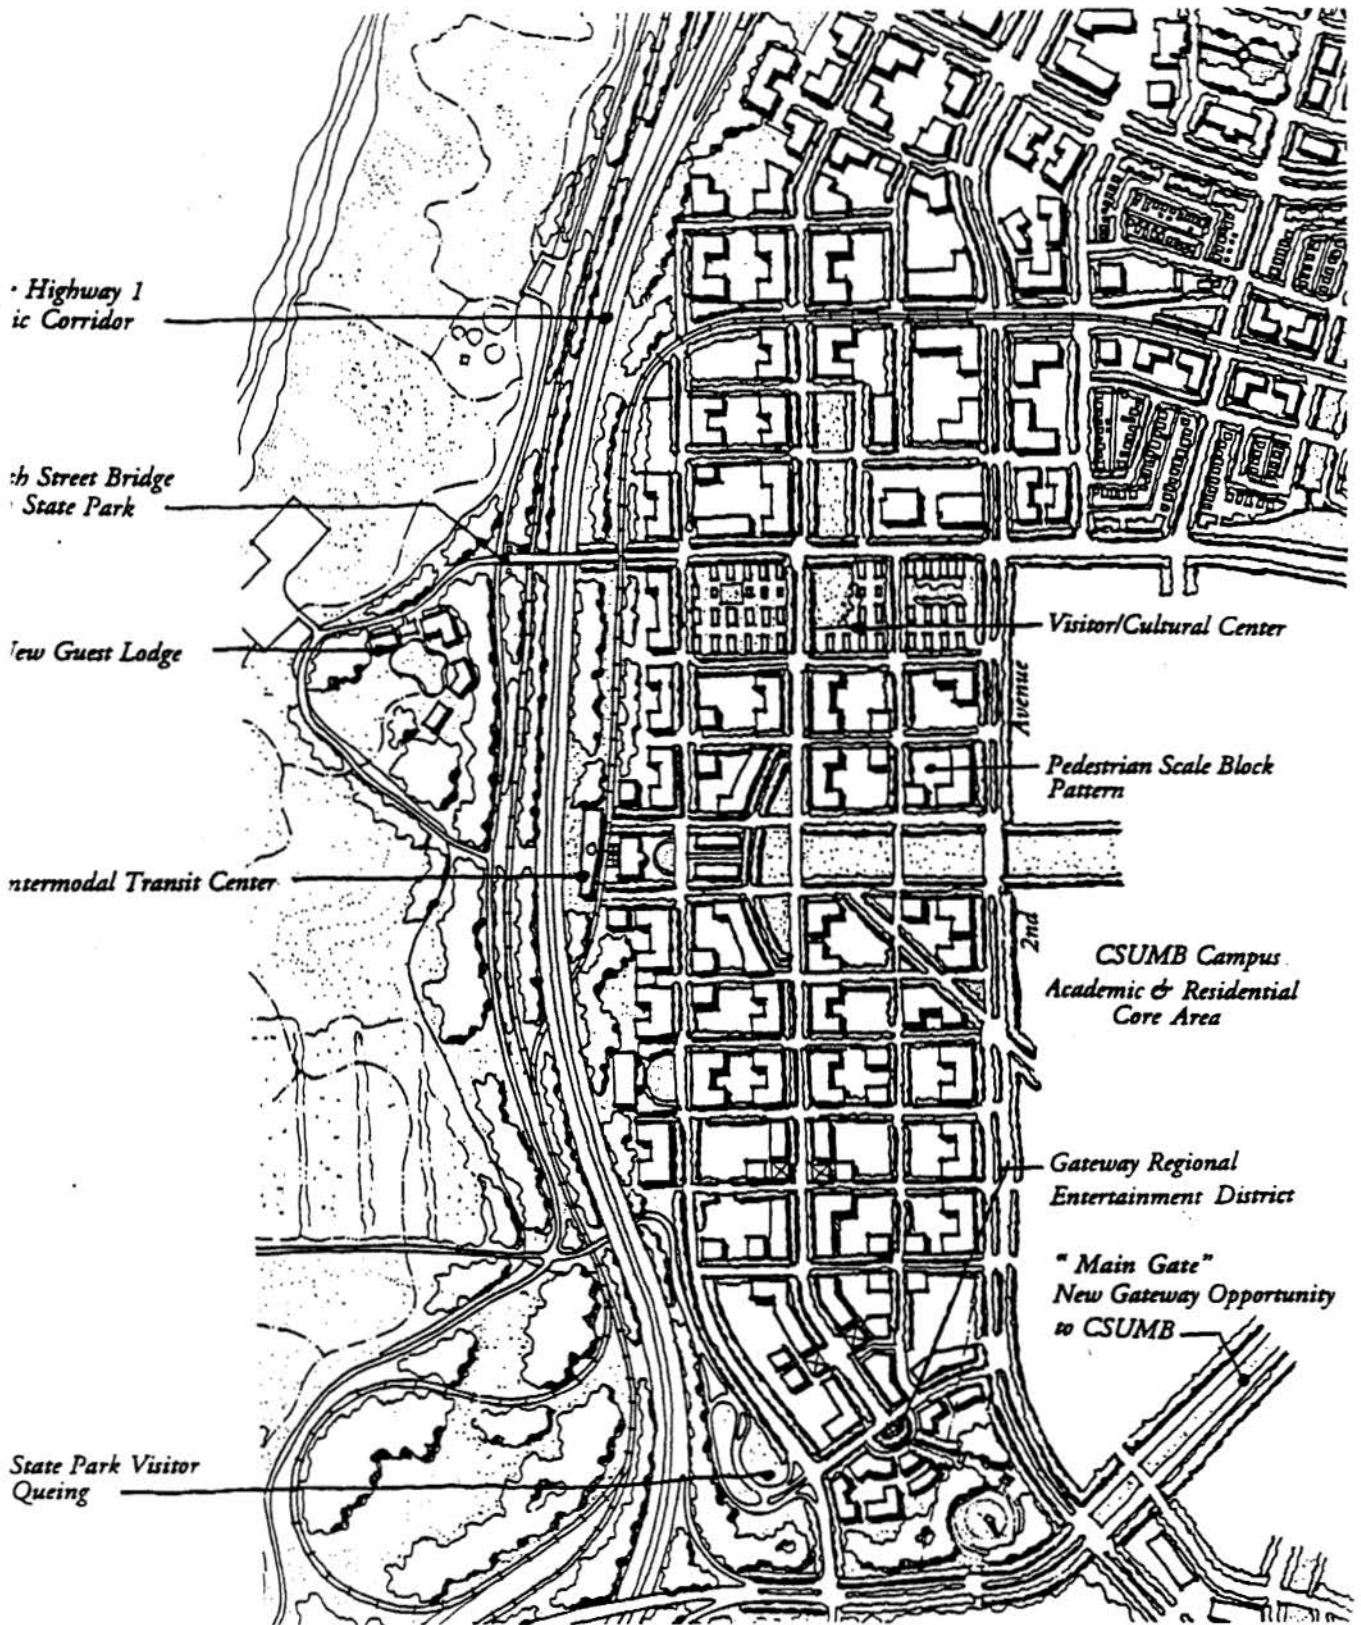 Highway 1
ic Corridor
h Street Bridge
State Park
ew Guest Lodge
Visitor/Cultural Center
Avenue
Pedestrian Scale Block
Pattern
ntermodal Transit Center
2nd
CSUMB Campus
Academic & Residential
Core Area
Gateway Regional
Entertainment District
"Main Gate"
New Gateway Opportunity
to CSUMB
State Park Visitor
Queing